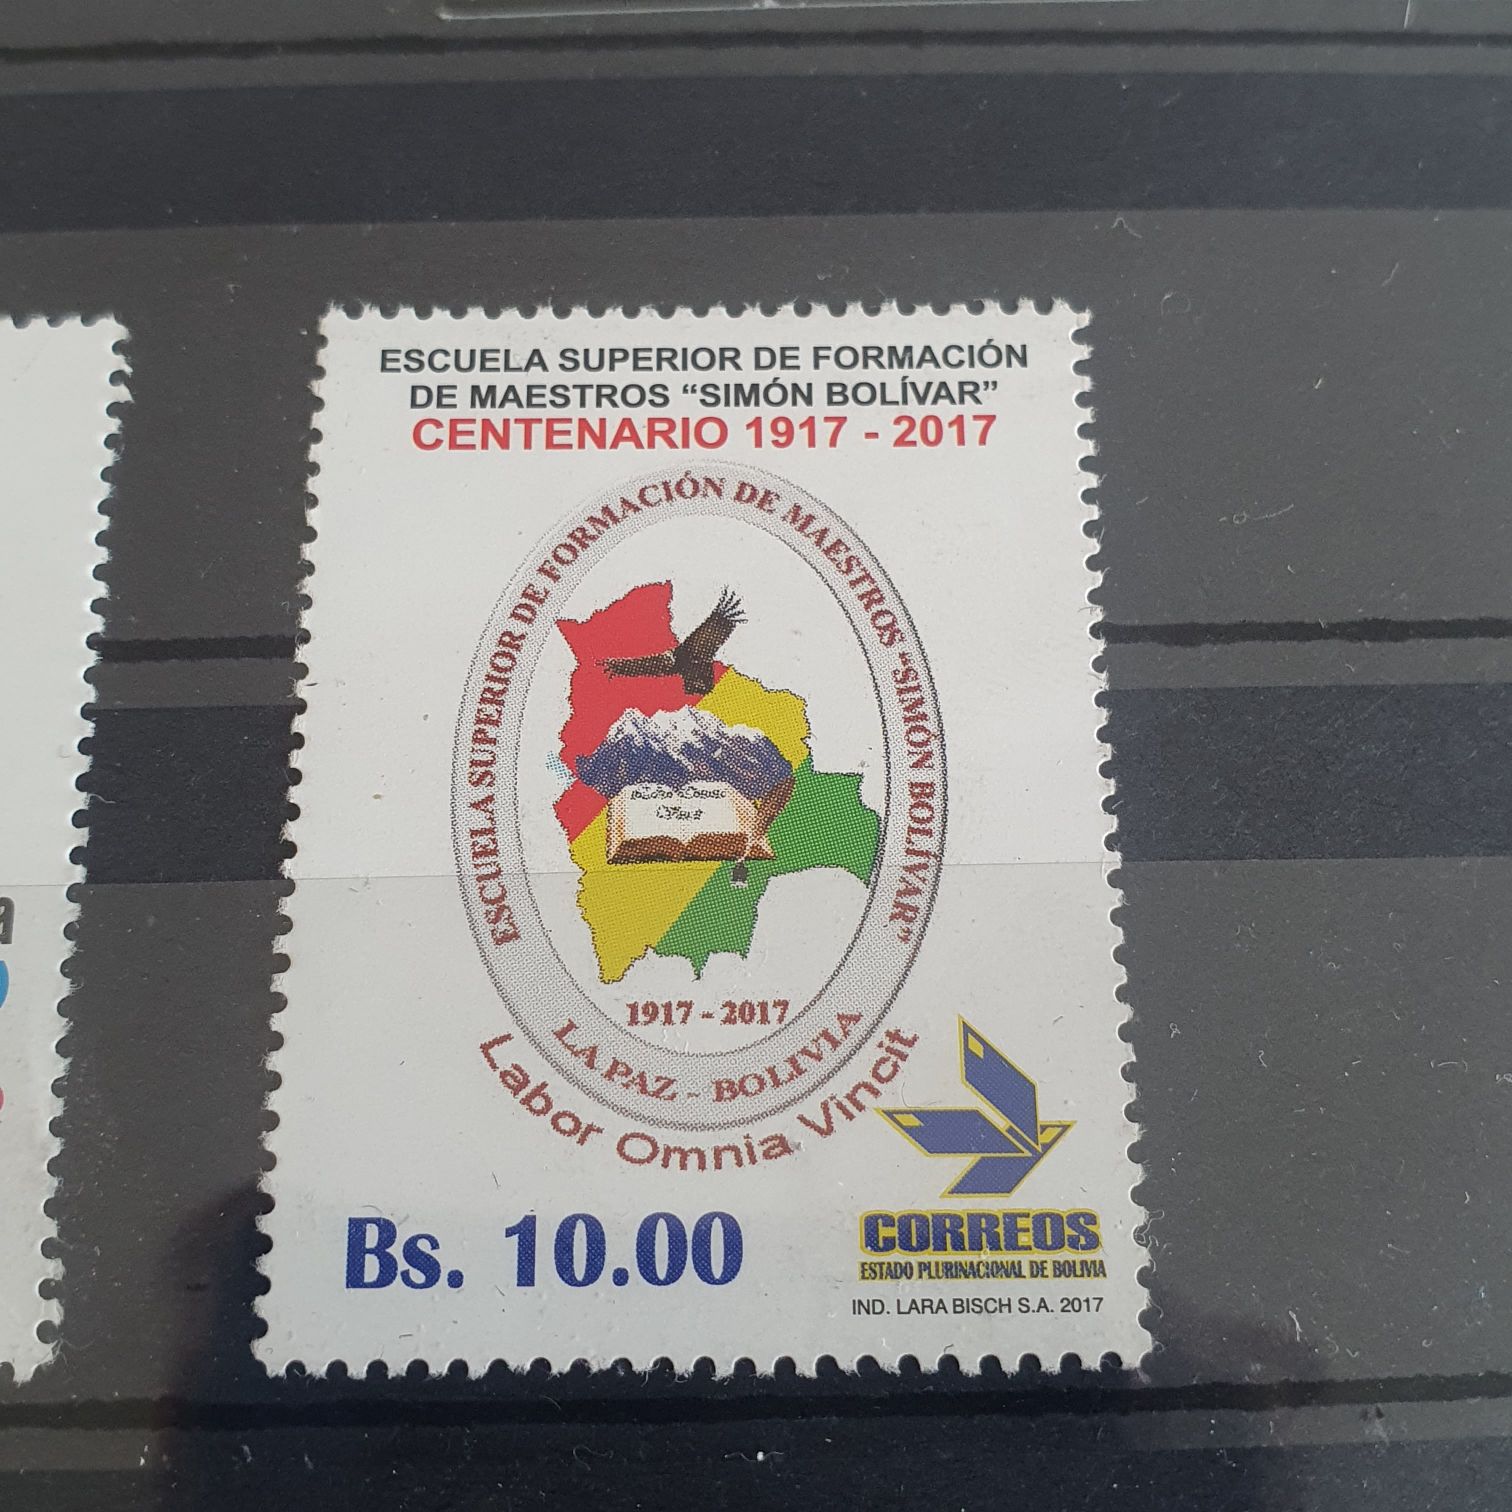 ESCUELA SUPERIOR DE FORMACIÓN
DE MAESTROS “SIMÓN BOLÍVAR”
CENTENARIO 1917 - 2017
ESCUELA SUPERIOR DE FORMACIÓN DE MAESTROS “SIMÓN BOLÍVAR”
1917 - 2017
LA PAZ - BOLIVIA
Labor Omnia Vincit
Bs. 10.00
CORREOS
ESTADO PLURINACIONAL DE BOLIVIA
IND. LARA BISCH S.A. 2017
a